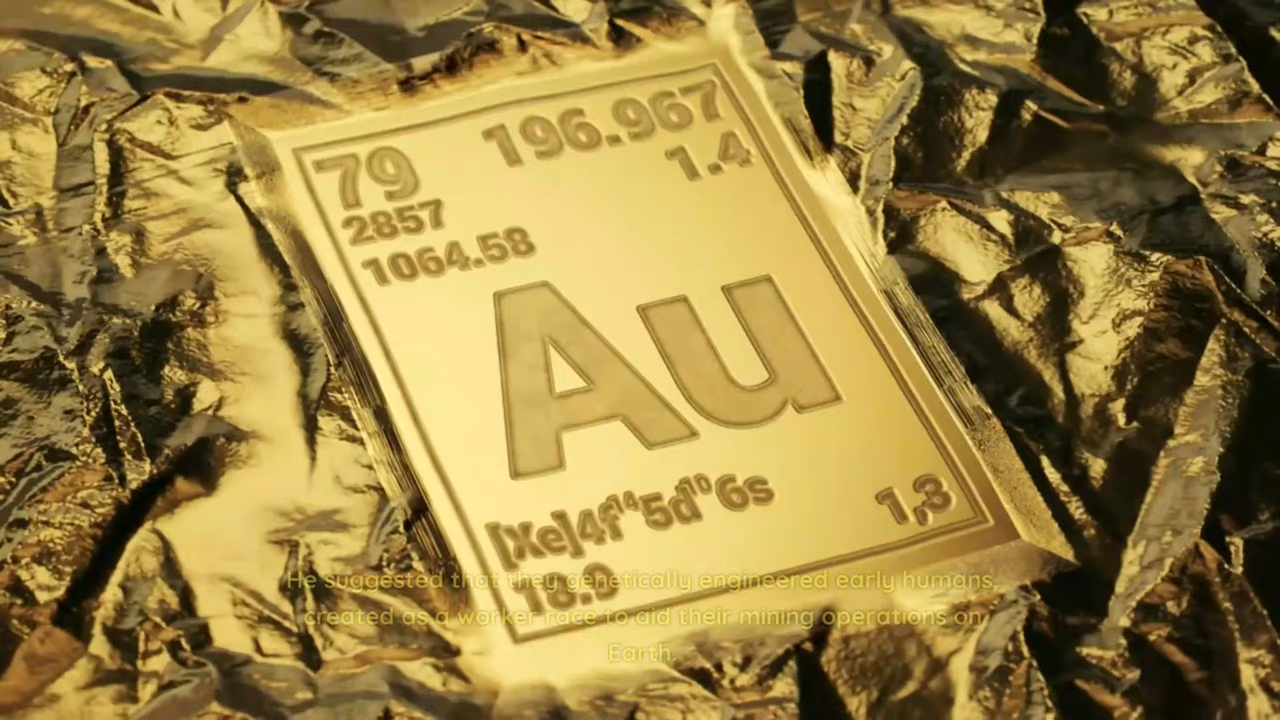 79 196.967
2857 1.4
1064.58
Au
[Xe]4f¹⁴5d¹⁰6s
1,3
19.9
He suggested that they genetically engineered early humans,
created as a worker race to aid their mining operations on
Earth.